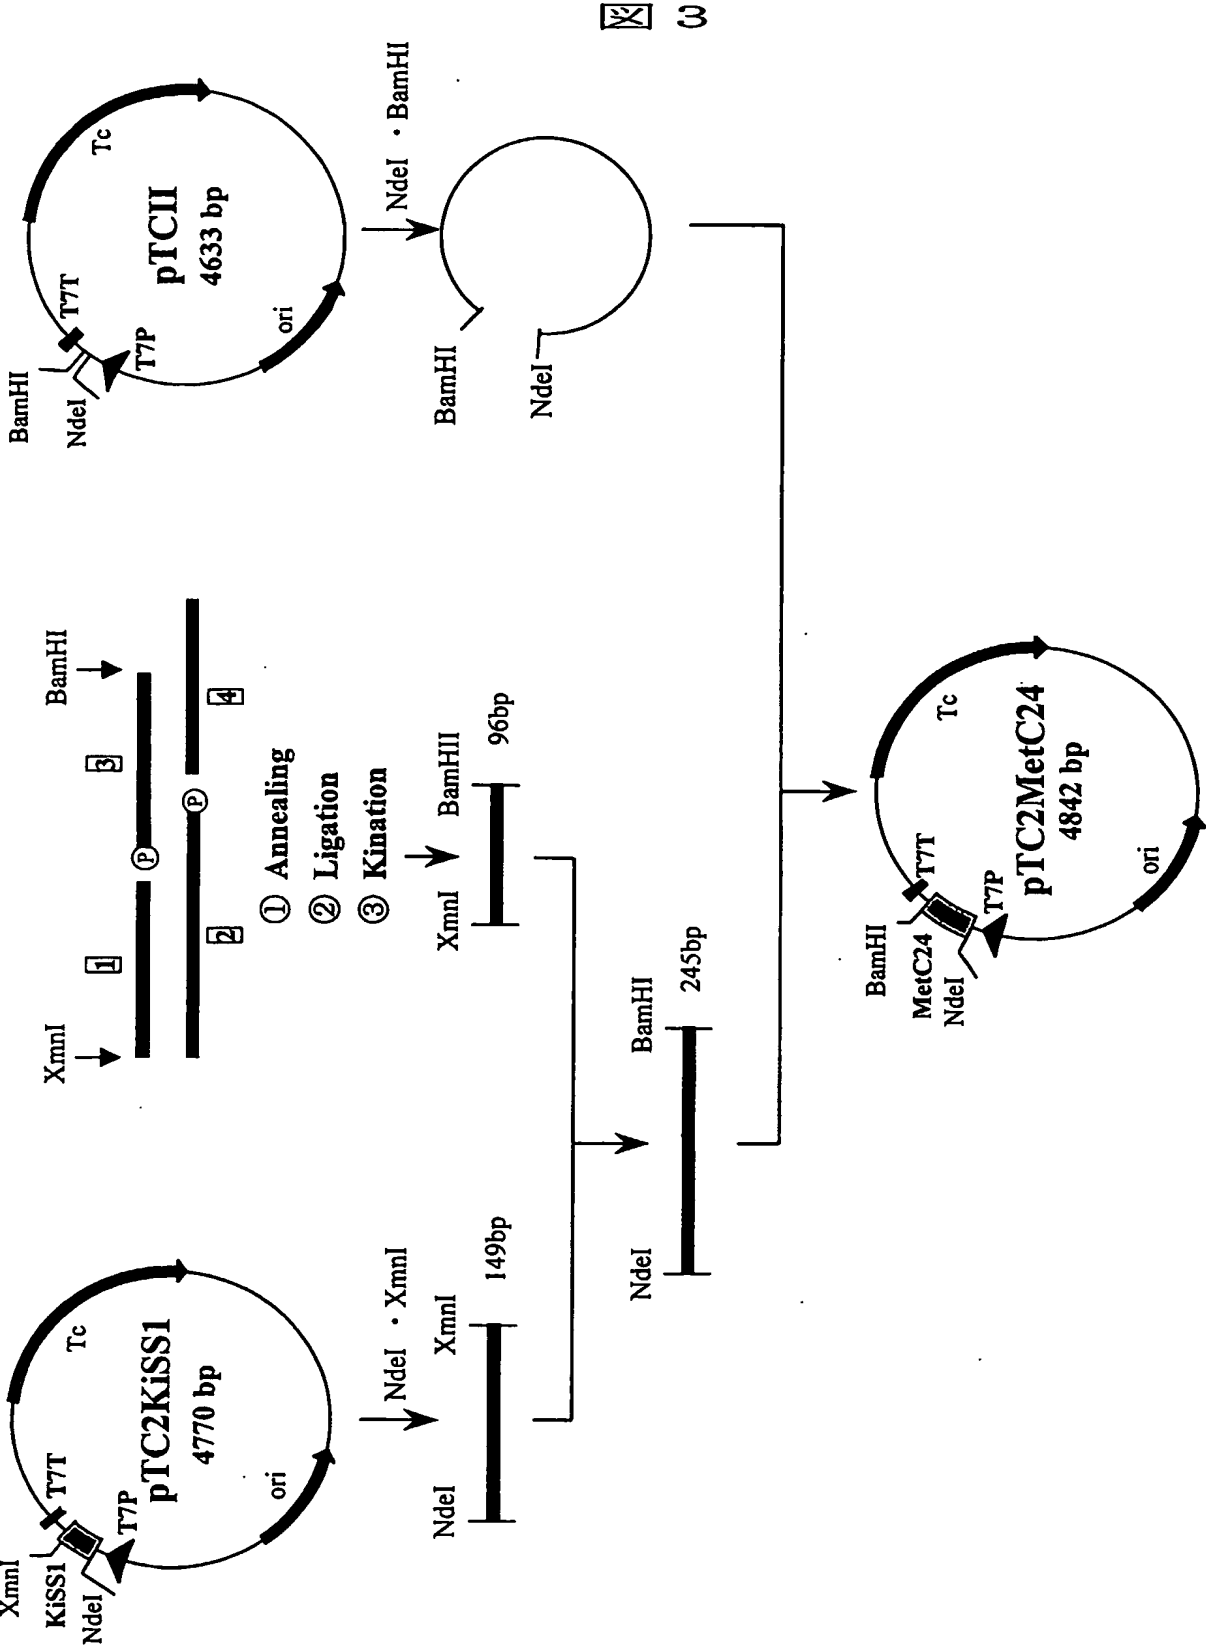 図 3
XmnI
KiSS1
NdeI
T7T
T7P
Tc
pTC2KiSS1
4770 bp
ori
NdeI・XmnI
NdeI
XmnI
149bp
XmnI
BamHI
1
3
P
P
2
4
① Annealing
② Ligation
③ Kination
XmnI
BamHII
96bp
NdeI
BamHI
245bp
BamHI
NdeI
T7T
T7P
Tc
pTCII
4633 bp
ori
NdeI・BamHI
BamHI
NdeI
BamHI
MetC24
NdeI
T7T
T7P
Tc
pTC2MetC24
4842 bp
ori